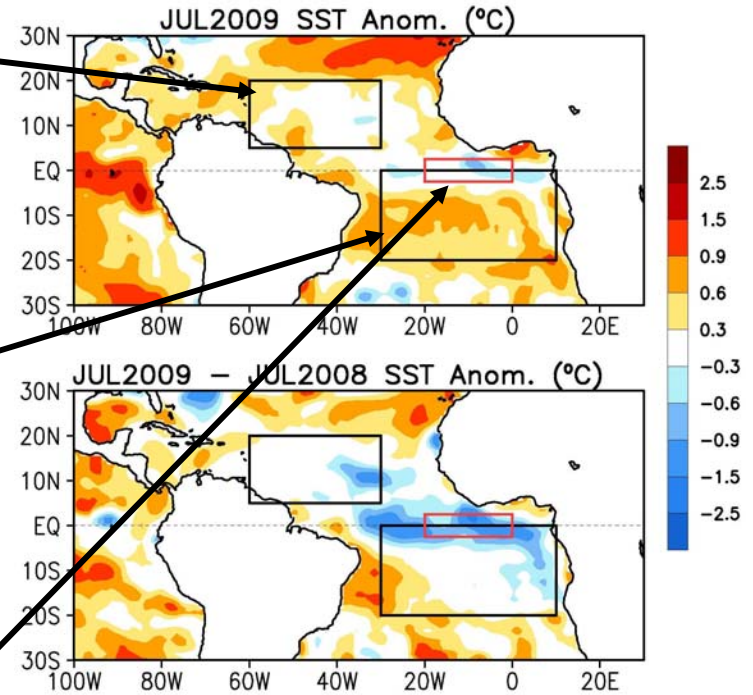 JUL2009 SST Anom. (ºC)
30N
20N
10N
EQ
10S
20S
30S
100W 80W 60W 40W 20W 0 20E
JUL2009 – JUL2008 SST Anom. (ºC)
30N
20N
10N
EQ
10S
20S
30S
100W 80W 60W 40W 20W 0 20E
2.5
1.5
0.9
0.6
0.3
-0.3
-0.6
-0.9
-1.5
-2.5